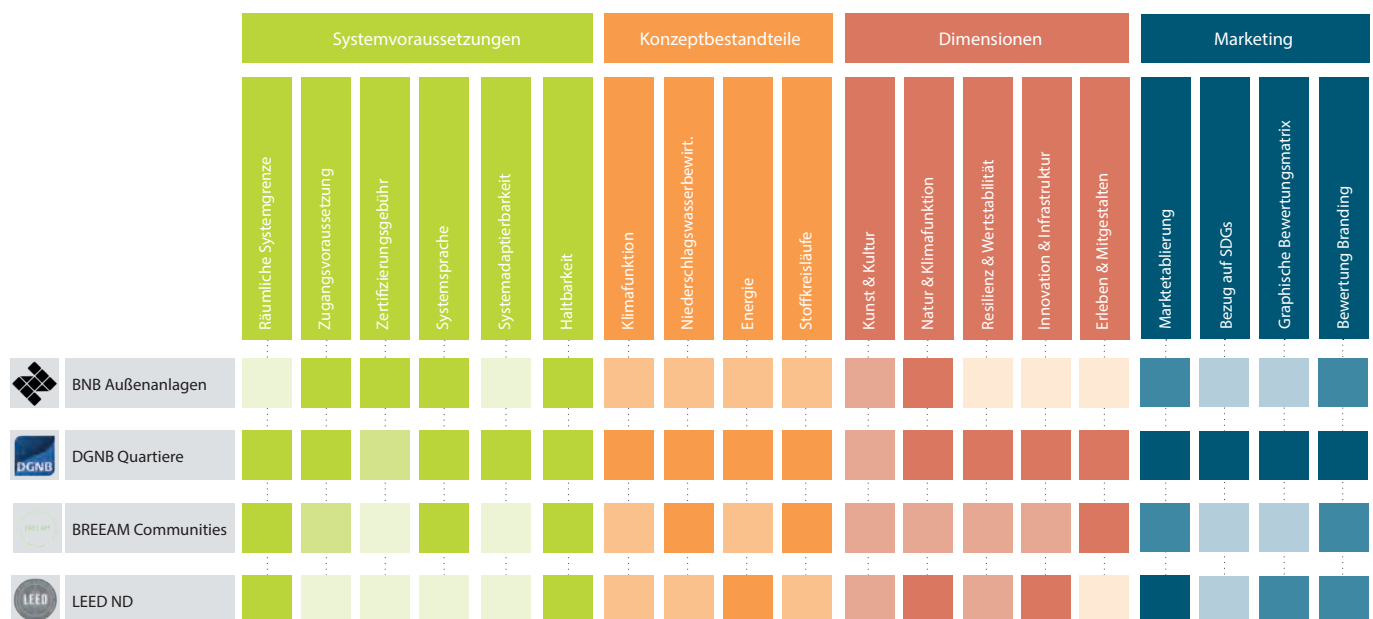 Systemvoraussetzungen
Konzeptbestandteile
Dimensionen
Marketing
Räumliche Systemgrenze
Zugangsvoraussetzung
Zertifizierungsgebühr
Systemsprache
Systemadaptierbarkeit
Haltbarkeit
Klimafunktion
Niederschlagswasserbewirt.
Energie
Stoffkreisläufe
Kunst & Kultur
Natur & Klimafunktion
Resilienz & Wertstabilität
Innovation & Infrastruktur
Erleben & Mitgestalten
Marktetablierung
Bezug auf SDGs
Graphische Bewertungsmatrix
Bewertung Branding
BNB Außenanlagen
DGNB
DGNB Quartiere
BREEAM
BREEAM Communities
LEED
LEED ND